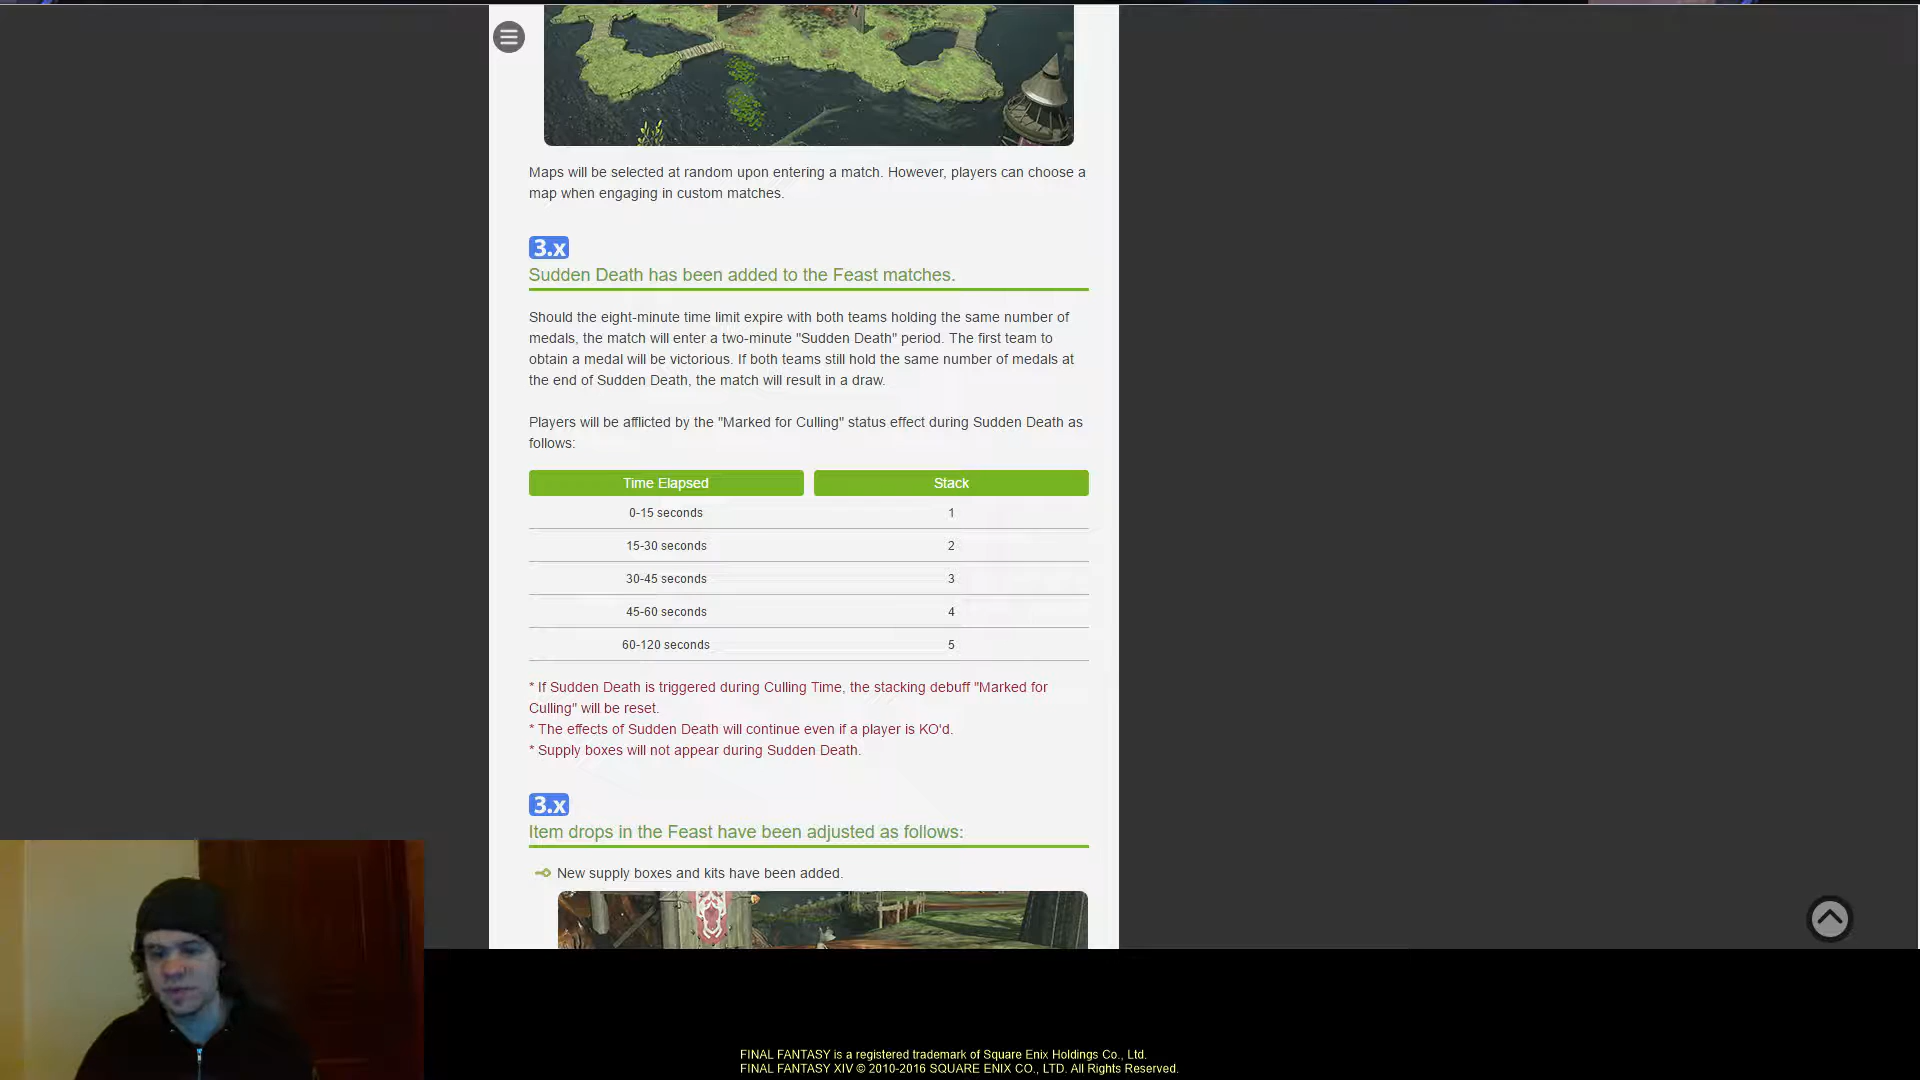 Maps will be selected at random upon entering a match. However, players can choose a
map when engaging in custom matches.
3.x
Sudden Death has been added to the Feast matches.
Should the eight-minute time limit expire with both teams holding the same number of
medals, the match will enter a two-minute "Sudden Death" period. The first team to
obtain a medal will be victorious. If both teams still hold the same number of medals at
the end of Sudden Death, the match will result in a draw.
Players will be afflicted by the "Marked for Culling" status effect during Sudden Death as
follows:
Time Elapsed Stack
0-15 seconds 1
15-30 seconds 2
30-45 seconds 3
45-60 seconds 4
60-120 seconds 5
* If Sudden Death is triggered during Culling Time, the stacking debuff "Marked for
Culling" will be reset.
* The effects of Sudden Death will continue even if a player is KO'd.
* Supply boxes will not appear during Sudden Death.
3.x
Item drops in the Feast have been adjusted as follows:
New supply boxes and kits have been added.
FINAL FANTASY is a registered trademark of Square Enix Holdings Co., Ltd.
FINAL FANTASY XIV © 2010-2016 SQUARE ENIX CO., LTD. All Rights Reserved.